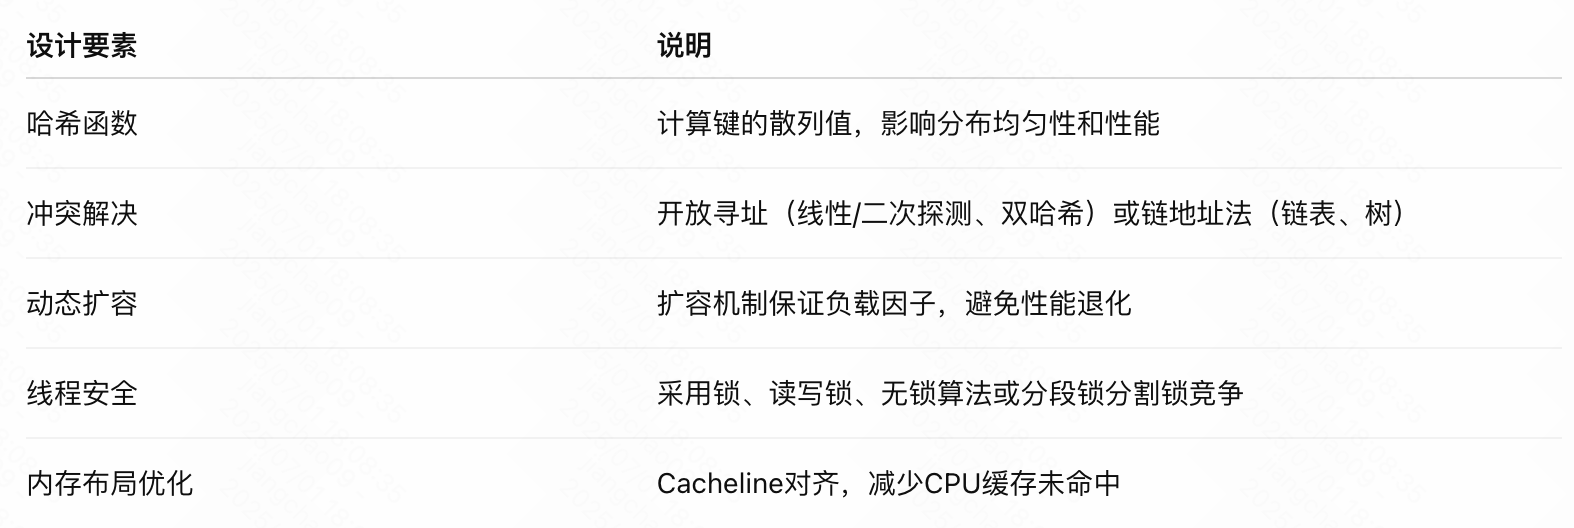 设计要素 说明
哈希函数 计算键的散列值，影响分布均匀性和性能
冲突解决 开放寻址（线性/二次探测、双哈希）或链地址法（链表、树）
动态扩容 扩容机制保证负载因子，避免性能退化
线程安全 采用锁、读写锁、无锁算法或分段锁分割锁竞争
内存布局优化 Cacheline对齐，减少CPU缓存未命中